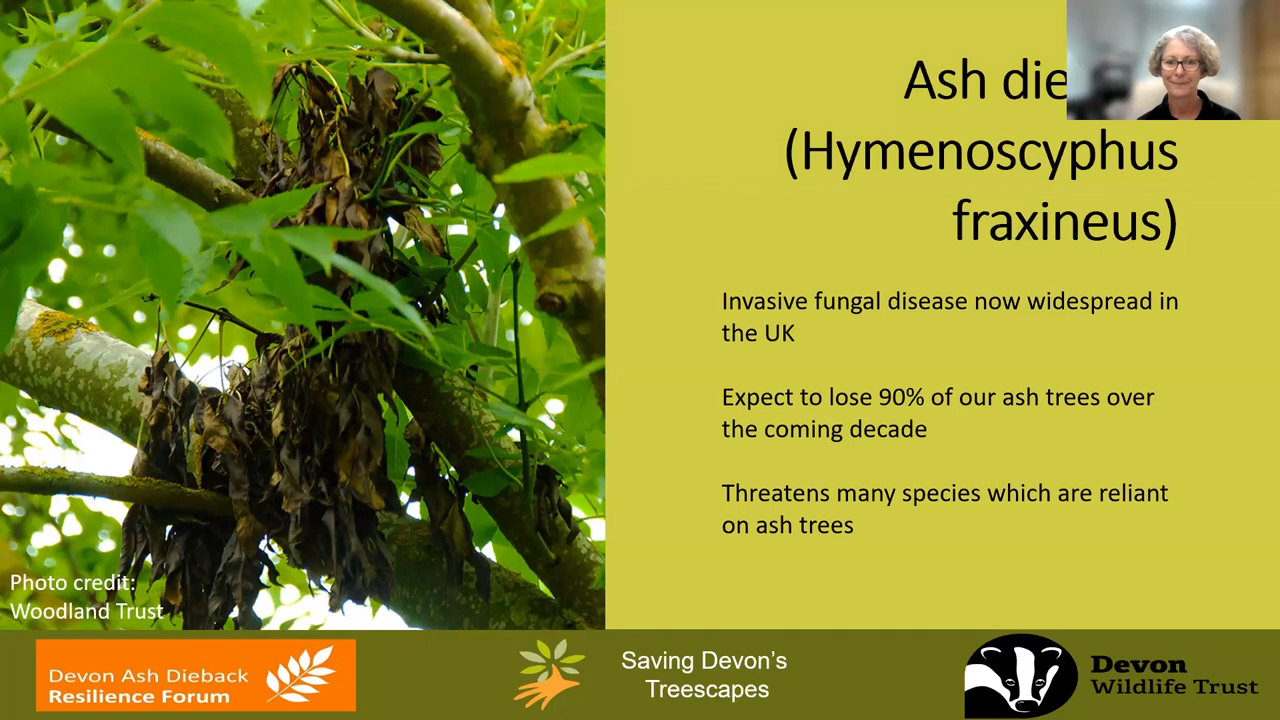 Ash die
(Hymenoscyphus
fraxineus)
Invasive fungal disease now widespread in
the UK
Expect to lose 90% of our ash trees over
the coming decade
Threatens many species which are reliant
on ash trees
Photo credit:
Woodland Trust
Devon Ash Dieback
Resilience Forum
Saving Devon's
Treescapes
Devon
Wildlife Trust